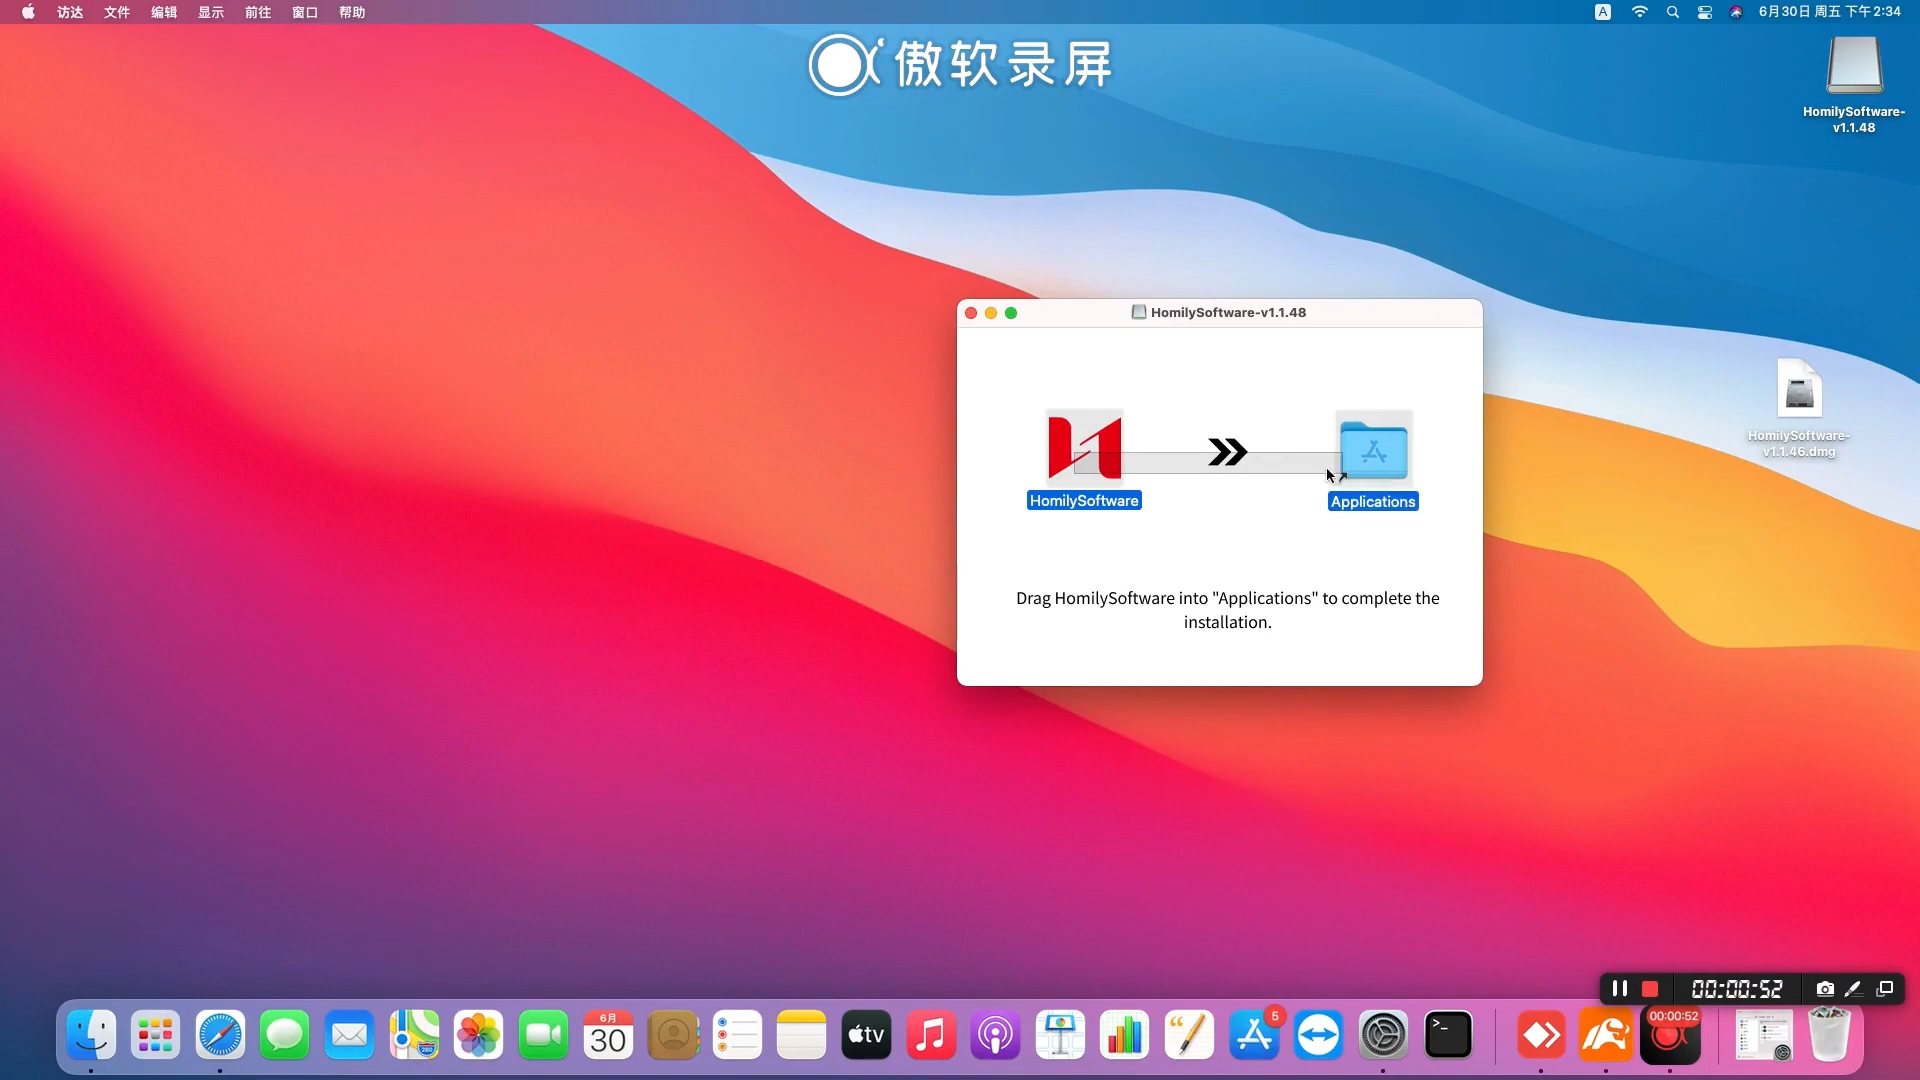 访达 文件 编辑 显示 前往 窗口 帮助
A 6月30日 周五 下午2:34
傲软录屏
HomilySoftware-
v1.1.48
HomilySoftware-v1.1.48
HomilySoftware
Applications
Drag HomilySoftware into "Applications" to complete the
installation.
HomilySoftware-
v1.1.46.dmg
00:00:52
6月
30
280
tv
5
>_
00:00:52